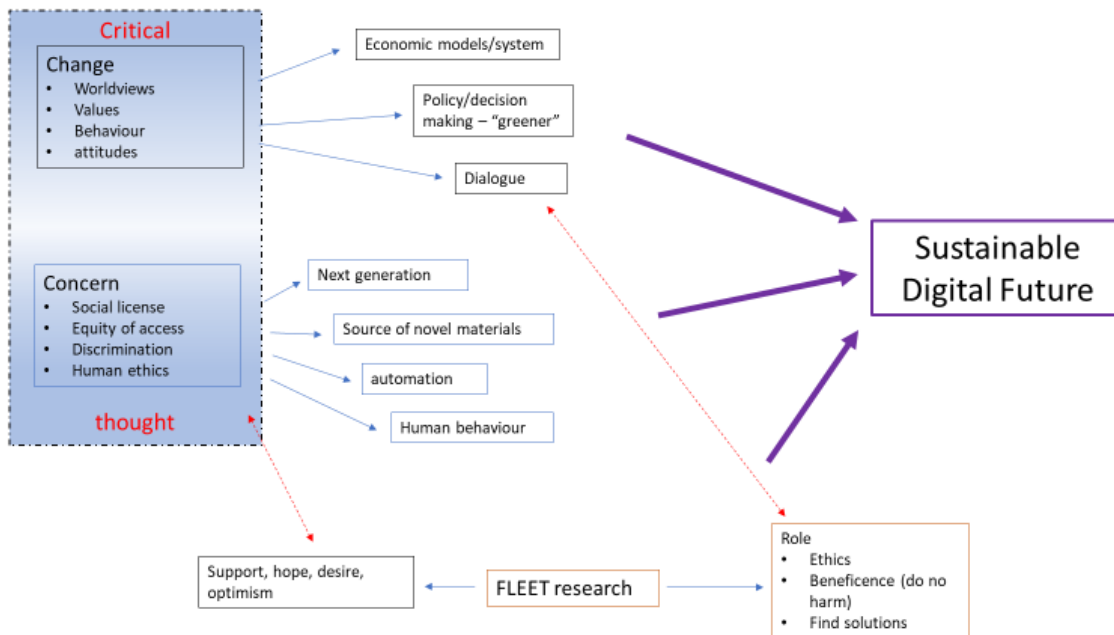 Critical
Change
• Worldviews
• Values
• Behaviour
• attitudes
Concern
• Social license
• Equity of access
• Discrimination
• Human ethics
thought
Economic models/system
Policy/decision
making – “greener”
Dialogue
Next generation
Source of novel materials
automation
Human behaviour
Sustainable
Digital Future
Support, hope, desire,
optimism
FLEET research
Role
• Ethics
• Beneficence (do no
harm)
• Find solutions